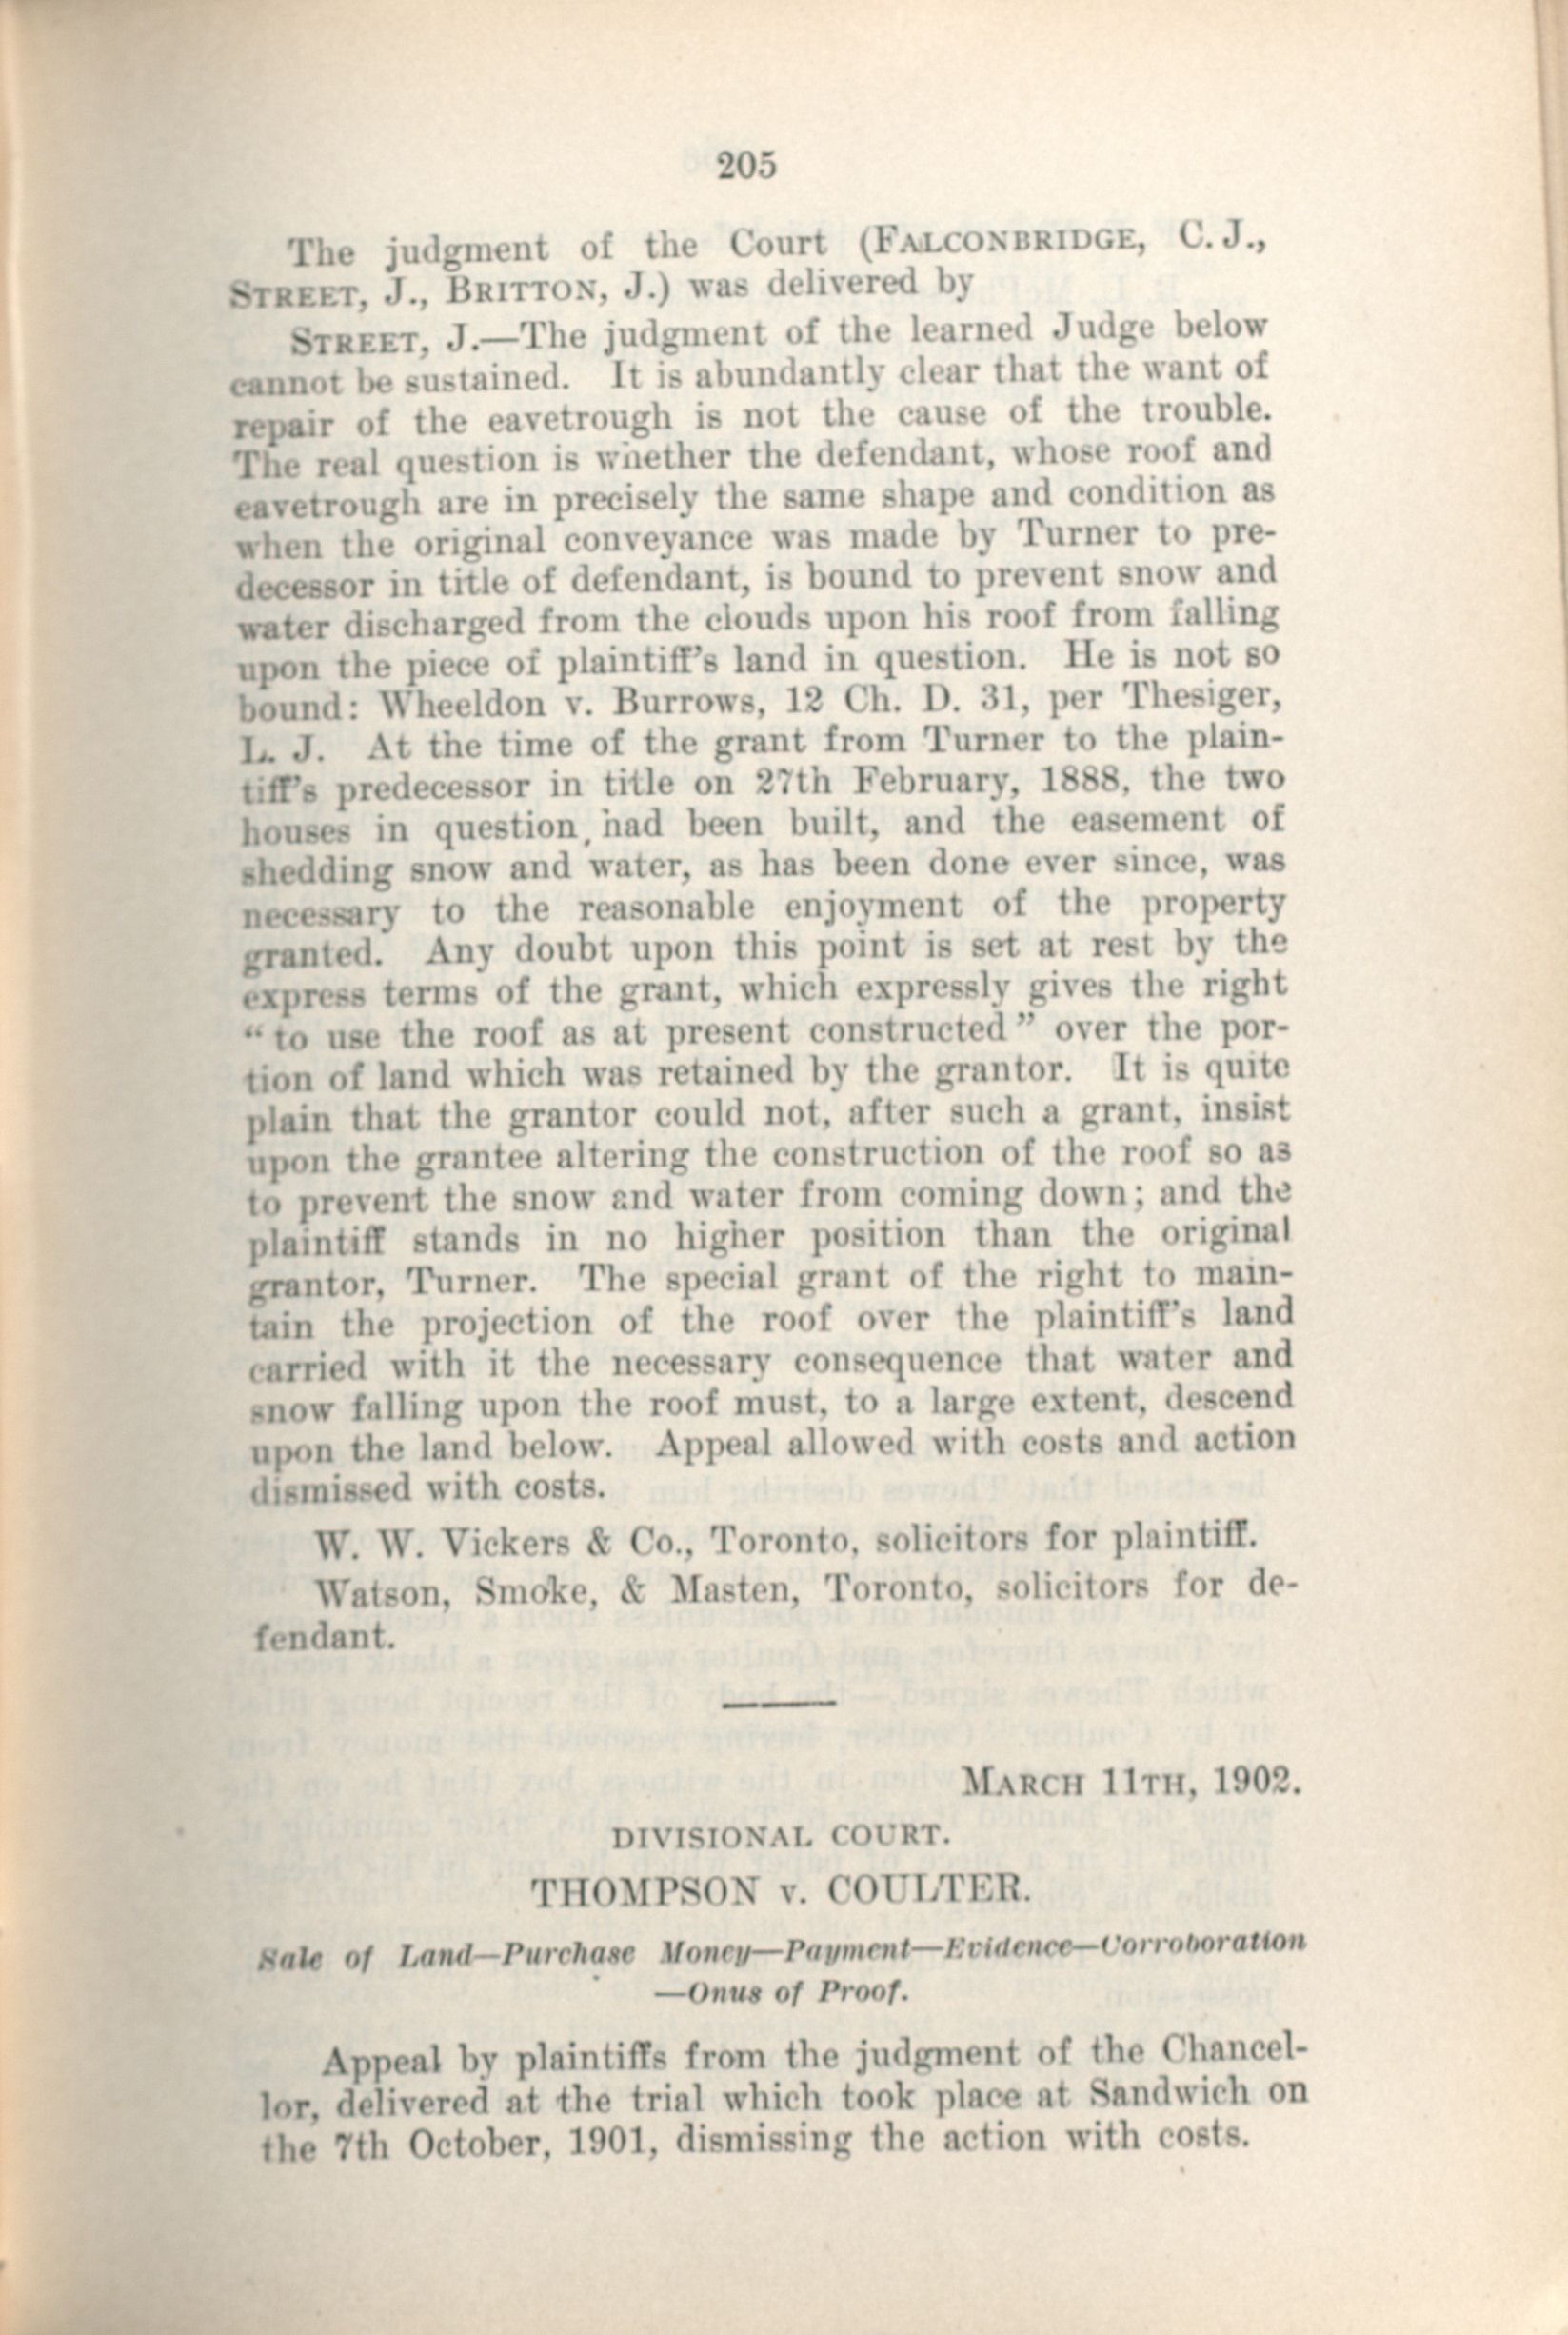 205
The judgment of the Court (FALCONBRIDGE, C.J.,
STREET, J., BRITTON, J.) was delivered by
STREET, J.—The judgment of the learned Judge below
cannot be sustained. It is abundantly clear that the want of
repair of the eavetrough is not the cause of the trouble.
The real question is whether the defendant, whose roof and
eavetrough are in precisely the same shape and condition as
when the original conveyance was made by Turner to pre-
decessor in title of defendant, is bound to prevent snow and
water discharged from the clouds upon his roof from falling
upon the piece of plaintiff's land in question. He is not so
bound: Wheeldon v. Burrows, 12 Ch. D. 31, per Thesiger,
L. J. At the time of the grant from Turner to the plain-
tiff's predecessor in title on 27th February, 1888, the two
houses in question, had been built, and the easement of
shedding snow and water, as has been done ever since, was
necessary to the reasonable enjoyment of the property
granted. Any doubt upon this point is set at rest by the
express terms of the grant, which expressly gives the right
“to use the roof as at present constructed” over the por-
tion of land which was retained by the grantor. It is quite
plain that the grantor could not, after such a grant, insist
upon the grantee altering the construction of the roof so as
to prevent the snow and water from coming down; and the
plaintiff stands in no higher position than the original
grantor, Turner. The special grant of the right to main-
tain the projection of the roof over the plaintiff's land
carried with it the necessary consequence that water and
snow falling upon the roof must, to a large extent, descend
upon the land below. Appeal allowed with costs and action
dismissed with costs.
W. W. Vickers & Co., Toronto, solicitors for plaintiff.
Watson, Smoke, & Masten, Toronto, solicitors for de-
fendant.
MARCH 11TH, 1902.
DIVISIONAL COURT.
THOMPSON v. COULTER.
Sale of Land—Purchase Money—Payment—Evidence—Corroboration
—Onus of Proof.
Appeal by plaintiffs from the judgment of the Chancel-
lor, delivered at the trial which took place at Sandwich on
the 7th October, 1901, dismissing the action with costs.